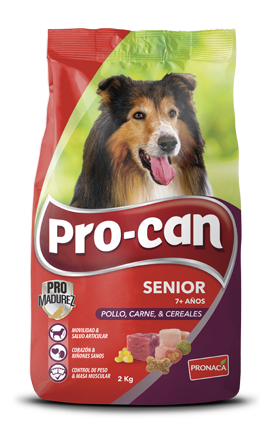 PRO-CAN
SENIOR
7+ AÑOS
POLLO, CARNE, & CEREALES
PRO
MADUREZ
MOVILIDAD &
SALUD ARTICULAR
CORAZÓN &
RIÑONES SANOS
CONTROL DE PESO
& MASA MUSCULAR
2 Kg
PRONACA